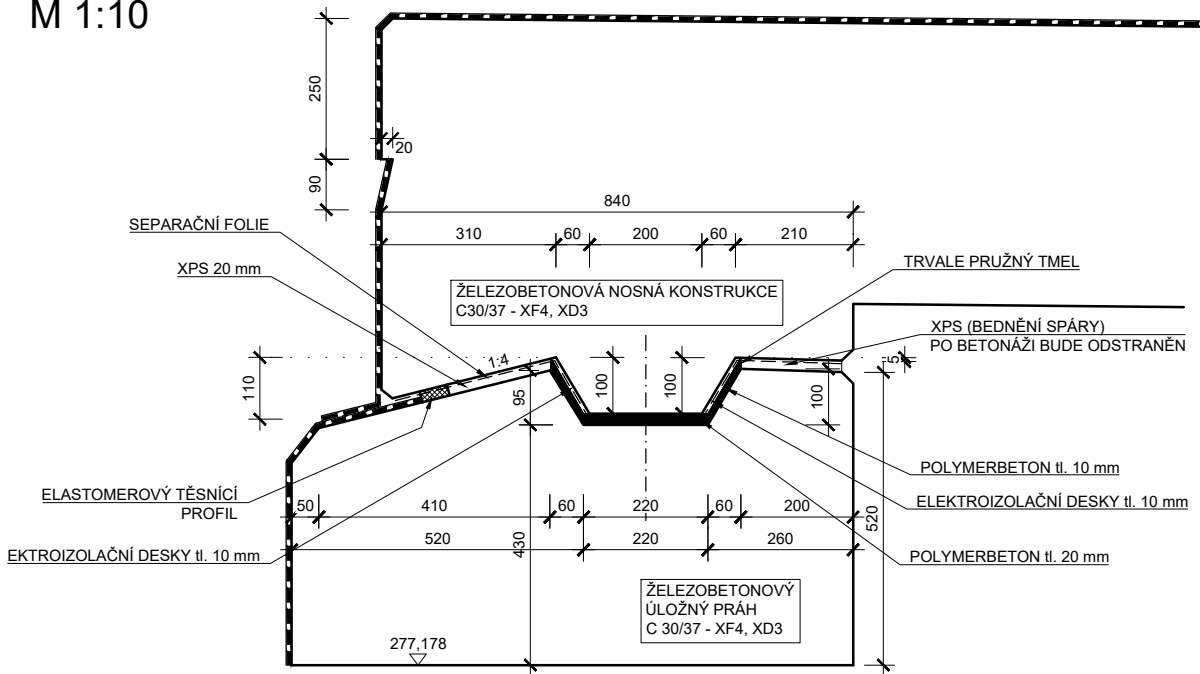 M 1:10
250
20
90
840
SEPARAČNÍ FOLIE
310
60
200
60
210
XPS 20 mm
TRVALE PRUŽNÝ TMEL
ŽELEZOBETONOVÁ NOSNÁ KONSTRUKCE
C30/37 - XF4, XD3
XPS (BEDNĚNÍ SPÁRY)
PO BETONÁŽI BUDE ODSTRANĚN
1:4
5
110
95
100
100
100
POLYMERBETON tl. 10 mm
ELASTOMEROVÝ TĚSNÍCÍ
PROFIL
50
410
60
220
60
200
ELEKTROIZOLAČNÍ DESKY tl. 10 mm
520
EKTROIZOLAČNÍ DESKY tl. 10 mm
520
430
220
260
POLYMERBETON tl. 20 mm
ŽELEZOBETONOVÝ
ÚLOŽNÝ PRÁH
C 30/37 - XF4, XD3
277,178